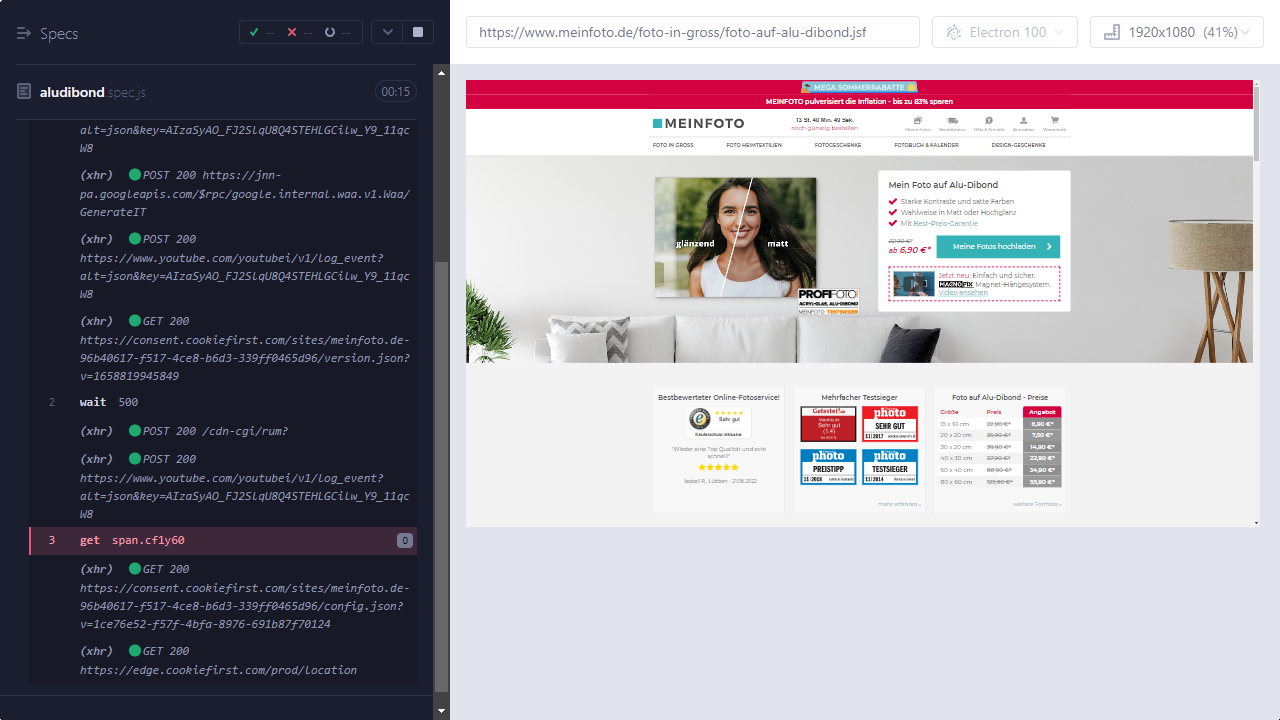 Specs
--
--
--
aludibond.spec.js
00:15
alt=json&key=AIzaSyAO_FJ2SlqU8Q4STEHLGCilw_Y9_11qc
W8
(xhr) POST 200 https://jnn-
pa.googleapis.com/$rpc/google.internal.waa.v1.Waa/
GenerateIT
(xhr) POST 200
https://www.youtube.com/youtubei/v1/log_event?
alt=json&key=AIzaSyAO_FJ2SlqU8Q4STEHLGCilw_Y9_11qc
W8
(xhr) GET 200
https://consent.cookiefirst.com/sites/meinfoto.de-
96b40617-f517-4ce8-b6d3-339ff0465d96/version.json?
v=1658819945849
2 wait 500
(xhr) POST 204 /cdn-cgi/rum?
(xhr) POST 200
https://www.youtube.com/youtubei/v1/log_event?
alt=json&key=AIzaSyAO_FJ2SlqU8Q4STEHLGCilw_Y9_11qc
W8
3 get span.cf1y60 0
(xhr) GET 200
https://consent.cookiefirst.com/sites/meinfoto.de-
96b40617-f517-4ce8-b6d3-339ff0465d96/config.json?
v=1ce76e52-f57f-4bfa-8976-691b87f70124
(xhr) GET 200
https://edge.cookiefirst.com/prod/location
https://www.meinfoto.de/foto-in-gross/foto-auf-alu-dibond.jsf
Electron 100
1920x1080 (41%)
MEGA SOMMERRABATTE
MEINFOTO pulverisiert die Inflation - bis zu 83% sparen
MEINFOTO
13 St. 40 Min. 49 Sek.
noch günstig bestellen
Meine Fotos
Bestellstatus
Hilfe & Kontakt
Anmelden
Warenkorb
FOTO IN GROSS
FOTO HEIMTEXTILIEN
FOTOGESCHENKE
FOTOBUCH & KALENDER
DESIGN-GESCHENKE
glänzend
matt
PROFIFOTO
ACRYL-GLAS, ALU-DIBOND
MEINFOTO TESTSIEGER
Mein Foto auf Alu-Dibond
Starke Kontraste und satte Farben
Wahlweise in Matt oder Hochglanz
Mit Best-Preis-Garantie
22,90 €*
ab 6,90 €*
Meine Fotos hochladen
Jetzt neu: Einfach und sicher.
MAGNOFIX Magnet-Hängesystem.
Video ansehen
Bestbewerteter Online-Fotoservice!
Sehr gut
Käuferschutz inklusive
"Wieder eine Top Qualität und echt
schnell!"
Isabell R., Lübben - 21.06.2022
Mehrfacher Testsieger
Getestet.de
Sehr gut
(1,4)
photo
SEHR GUT
11|2017
photo
PREISTIPP
11|2018
photo
TESTSIEGER
11|2014
mehr erfahren »
Foto auf Alu-Dibond - Preise
Größe Preis Angebot
15 x 10 cm 22,90 €* 6,90 €*
20 x 20 cm 35,90 €* 7,50 €*
30 x 20 cm 39,90 €* 14,90 €*
40 x 30 cm 57,90 €* 22,90 €*
60 x 40 cm 88,90 €* 34,90 €*
80 x 60 cm 123,90 €* 55,90 €*
weitere Formate »